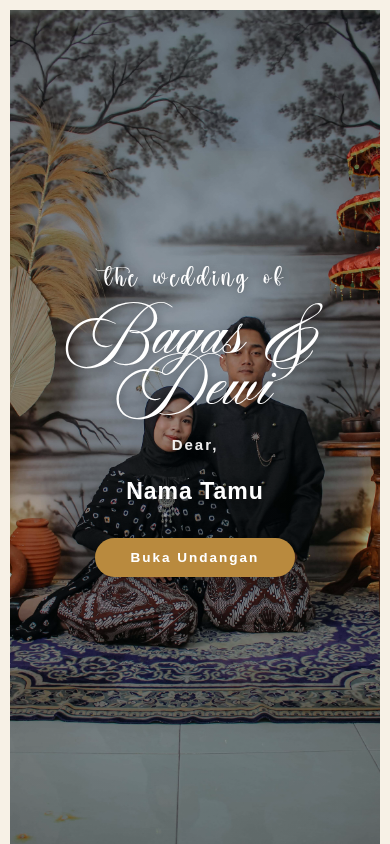 the wedding of
Bagas &
Dewi
Dear,
Nama Tamu
Buka Undangan